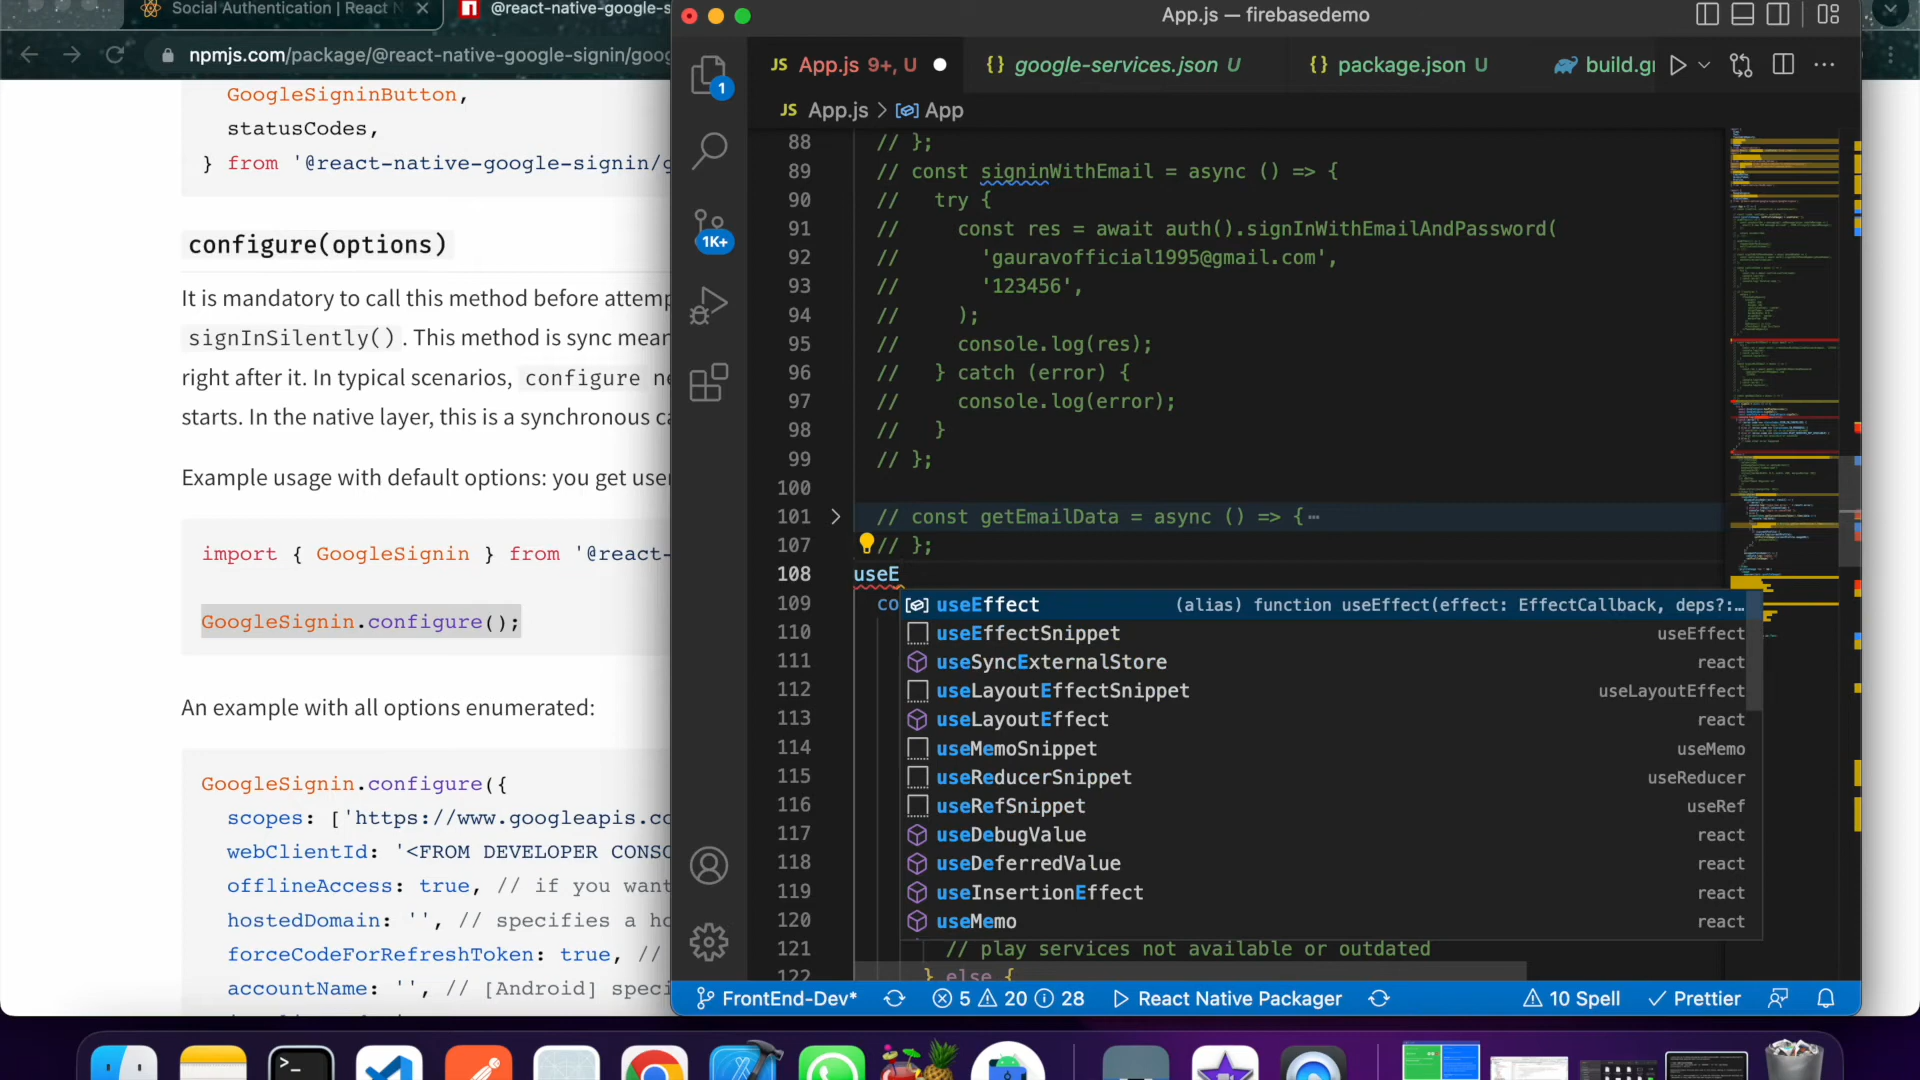 Social Authentication | React N
@react-native-google-s
npmjs.com/package/@react-native-google-signin/goog
GoogleSigninButton,
statusCodes,
} from '@react-native-google-signin/g
configure(options)
It is mandatory to call this method before attemp
signInSilently(). This method is sync mear
right after it. In typical scenarios, configure ne
starts. In the native layer, this is a synchronous ca
Example usage with default options: you get user
import { GoogleSignin } from '@react-
GoogleSignin.configure();
An example with all options enumerated:
GoogleSignin.configure({
scopes: ['https://www.googleapis.co
webClientId: '<FROM DEVELOPER CONSO
offlineAccess: true, // if you want
hostedDomain: '', // specifies a ho
forceCodeForRefreshToken: true, //
accountName: '', // [Android] speci
App.js — firebasedemo
JS App.js 9+, U
{} google-services.json U
{} package.json U
build.gr
JS App.js > App
1
1K+
88 // };
89 // const signinWithEmail = async () => {
90 // try {
91 // const res = await auth().signInWithEmailAndPassword(
92 // 'gauravofficial1995@gmail.com',
93 // '123456',
94 // );
95 // console.log(res);
96 // } catch (error) {
97 // console.log(error);
98 // }
99 // };
100
101 // const getEmailData = async () => {⋯
107 // };
108 useE
109 co
useEffect (alias) function useEffect(effect: EffectCallback, deps?:…
110 useEffectSnippet useEffect
111 useSyncExternalStore react
112 useLayoutEffectSnippet useLayoutEffect
113 useLayoutEffect react
114 useMemoSnippet useMemo
115 useReducerSnippet useReducer
116 useRefSnippet useRef
117 useDebugValue react
118 useDeferredValue react
119 useInsertionEffect react
120 useMemo react
121 // play services not available or outdated
122 } else {
FrontEnd-Dev* 5 20 28 React Native Packager 10 Spell Prettier